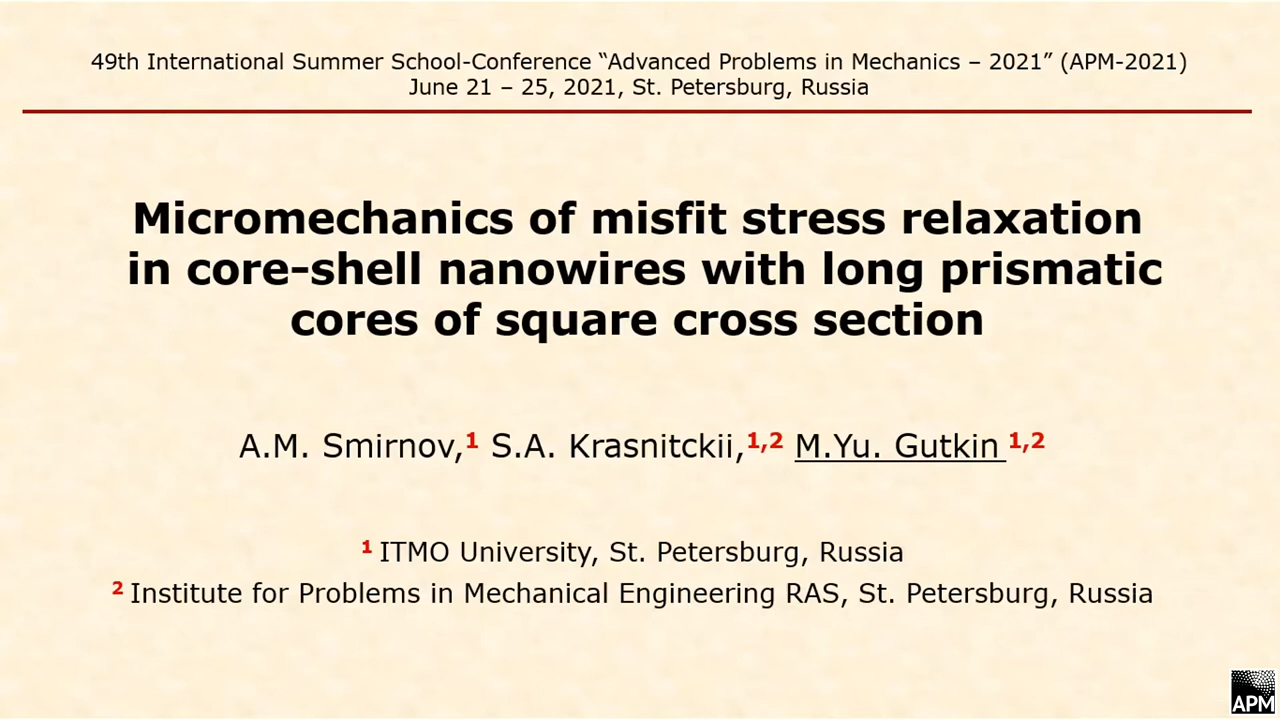 49th International Summer School-Conference “Advanced Problems in Mechanics – 2021” (APM-2021)
June 21 – 25, 2021, St. Petersburg, Russia
Micromechanics of misfit stress relaxation
in core-shell nanowires with long prismatic
cores of square cross section
A.M. Smirnov,1 S.A. Krasnitckii,1,2 M.Yu. Gutkin 1,2
1 ITMO University, St. Petersburg, Russia
2 Institute for Problems in Mechanical Engineering RAS, St. Petersburg, Russia
APM